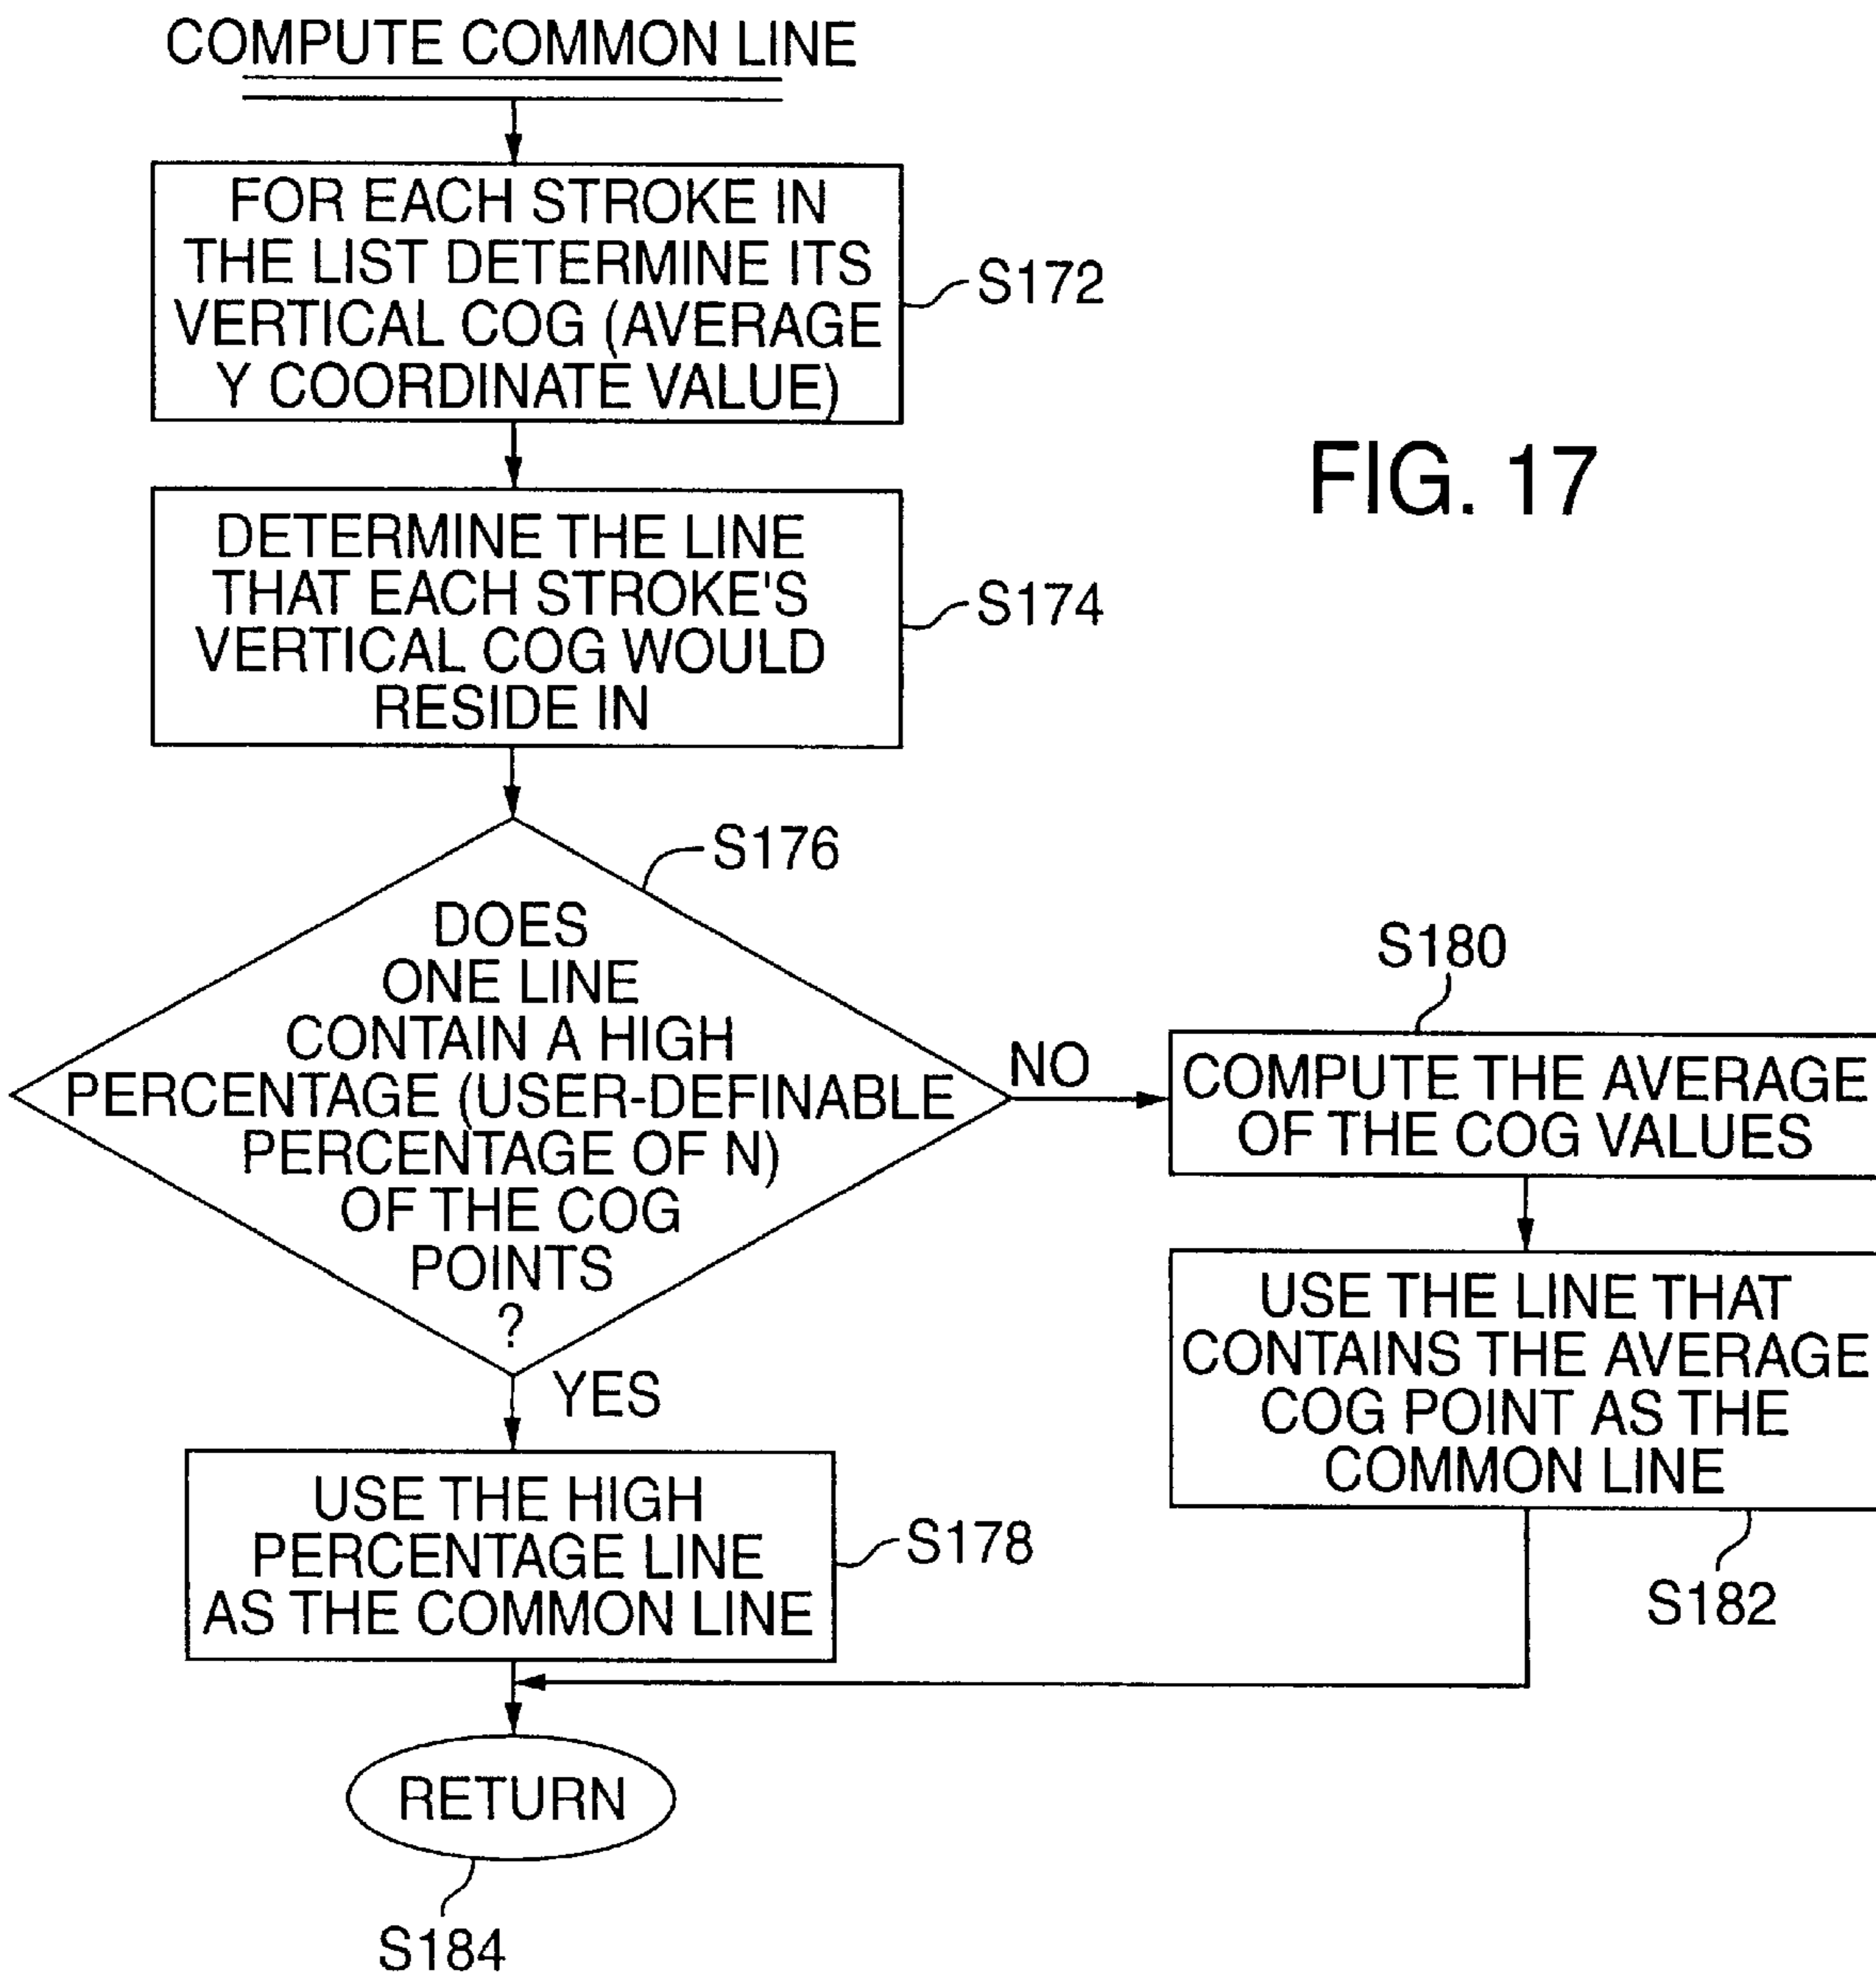 COMPUTE COMMON LINE
FOR EACH STROKE IN
THE LIST DETERMINE ITS
VERTICAL COG (AVERAGE
Y COORDINATE VALUE)
S172
FIG. 17
DETERMINE THE LINE
THAT EACH STROKE'S
VERTICAL COG WOULD
RESIDE IN
S174
S176
DOES
ONE LINE
CONTAIN A HIGH
PERCENTAGE (USER-DEFINABLE
PERCENTAGE OF N)
OF THE COG
POINTS
?
NO
S180
COMPUTE THE AVERAGE
OF THE COG VALUES
USE THE LINE THAT
CONTAINS THE AVERAGE
COG POINT AS THE
COMMON LINE
S182
YES
USE THE HIGH
PERCENTAGE LINE
AS THE COMMON LINE
S178
RETURN
S184